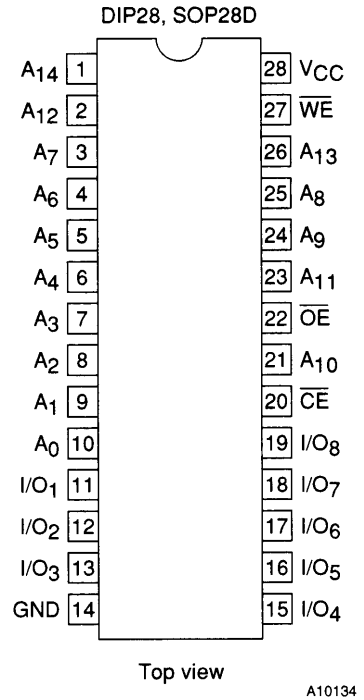 DIP28, SOP28D
A14 1 28 VCC
A12 2 27 W̅E̅
A7 3 26 A13
A6 4 25 A8
A5 5 24 A9
A4 6 23 A11
A3 7 22 O̅E̅
A2 8 21 A10
A1 9 20 C̅E̅
A0 10 19 I/O8
I/O1 11 18 I/O7
I/O2 12 17 I/O6
I/O3 13 16 I/O5
GND 14 15 I/O4
Top view
A10134